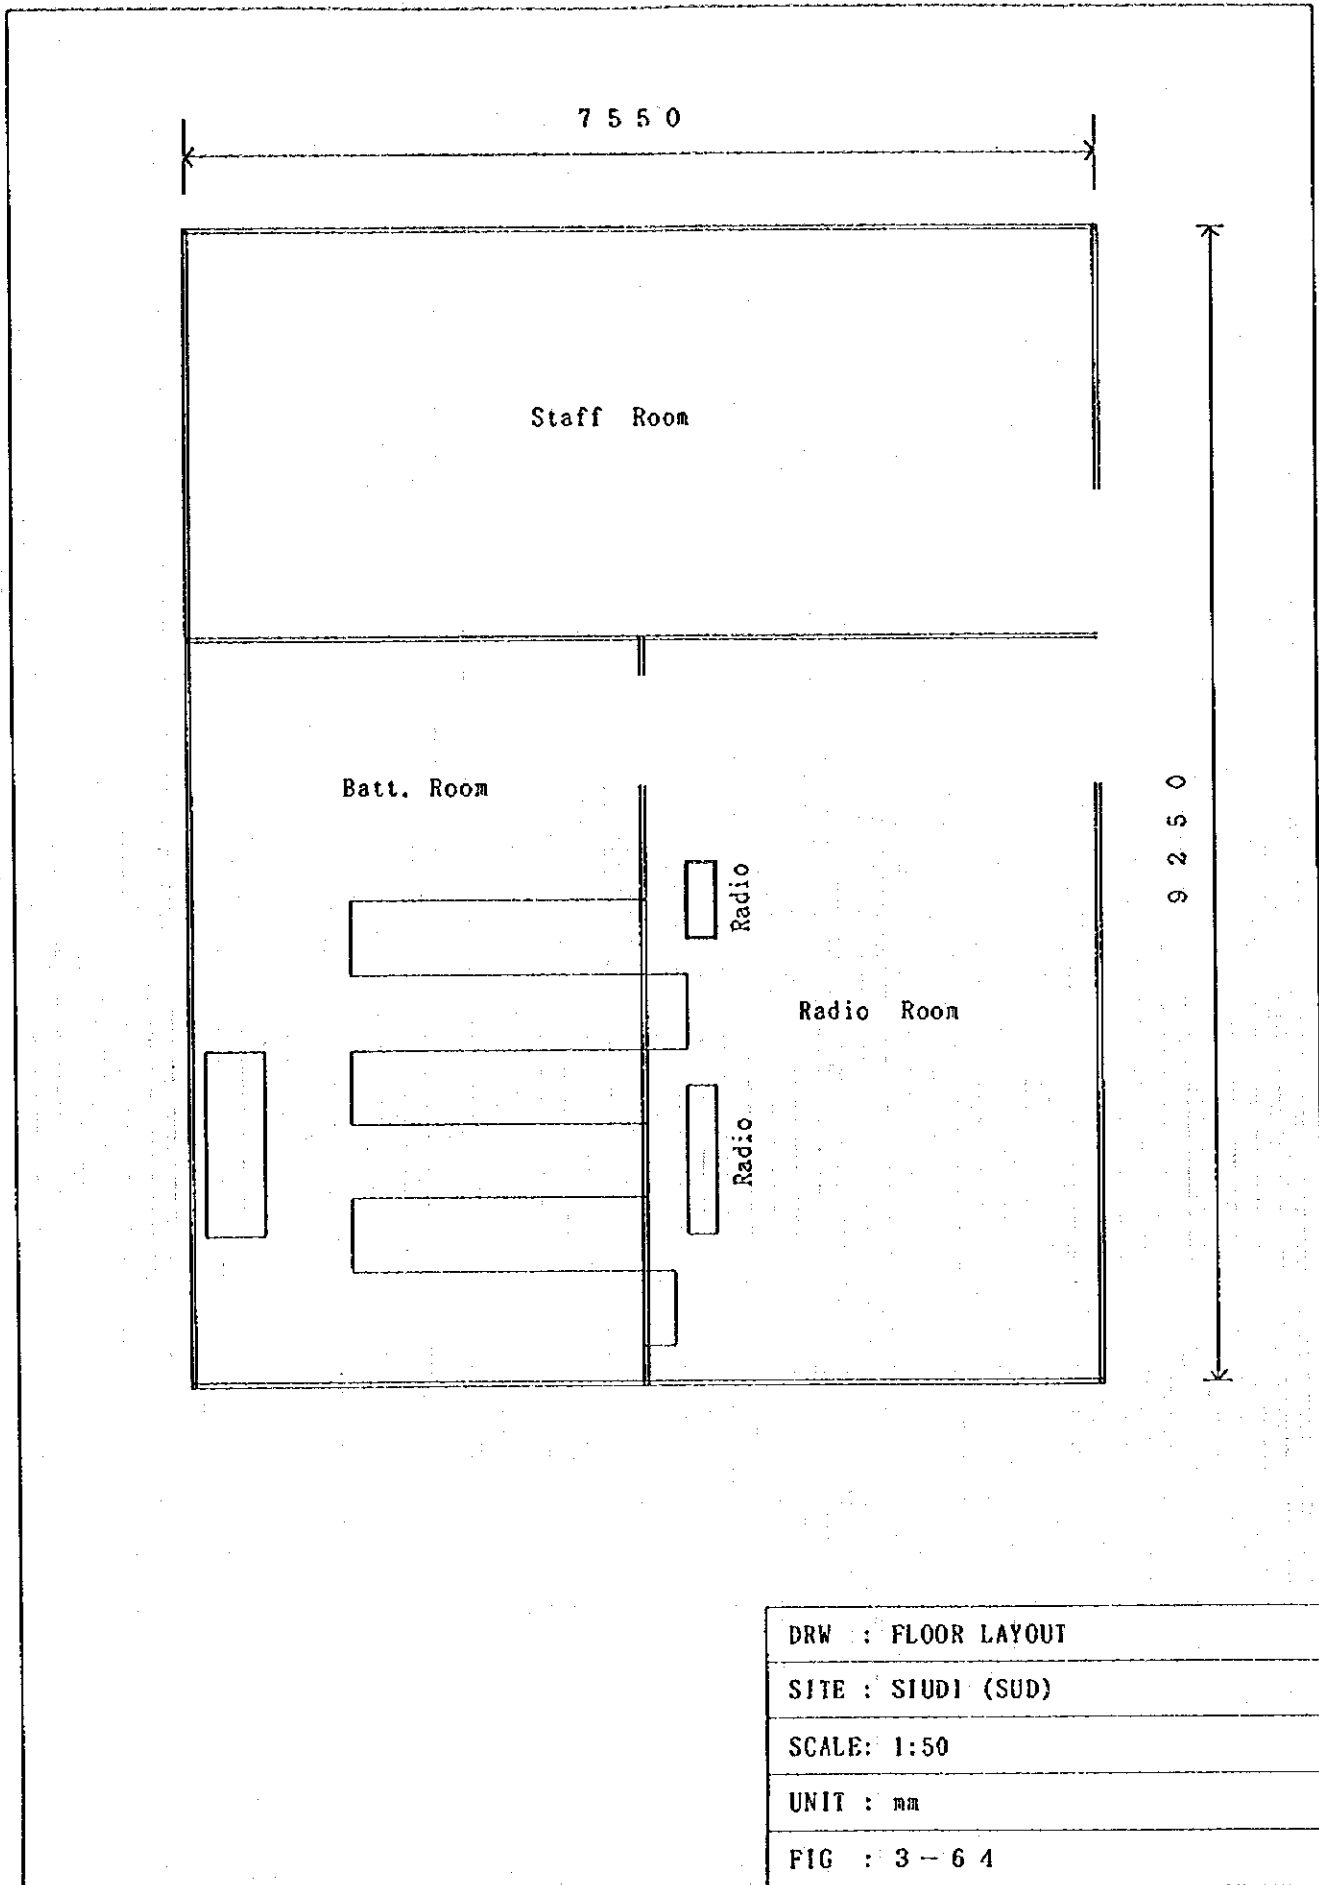 7550
Staff Room
Batt. Room
9250
Radio
Radio Room
Radio
DRW : FLOOR LAYOUT
SITE : SIUDI (SUD)
SCALE: 1:50
UNIT : mm
FIG : 3-64